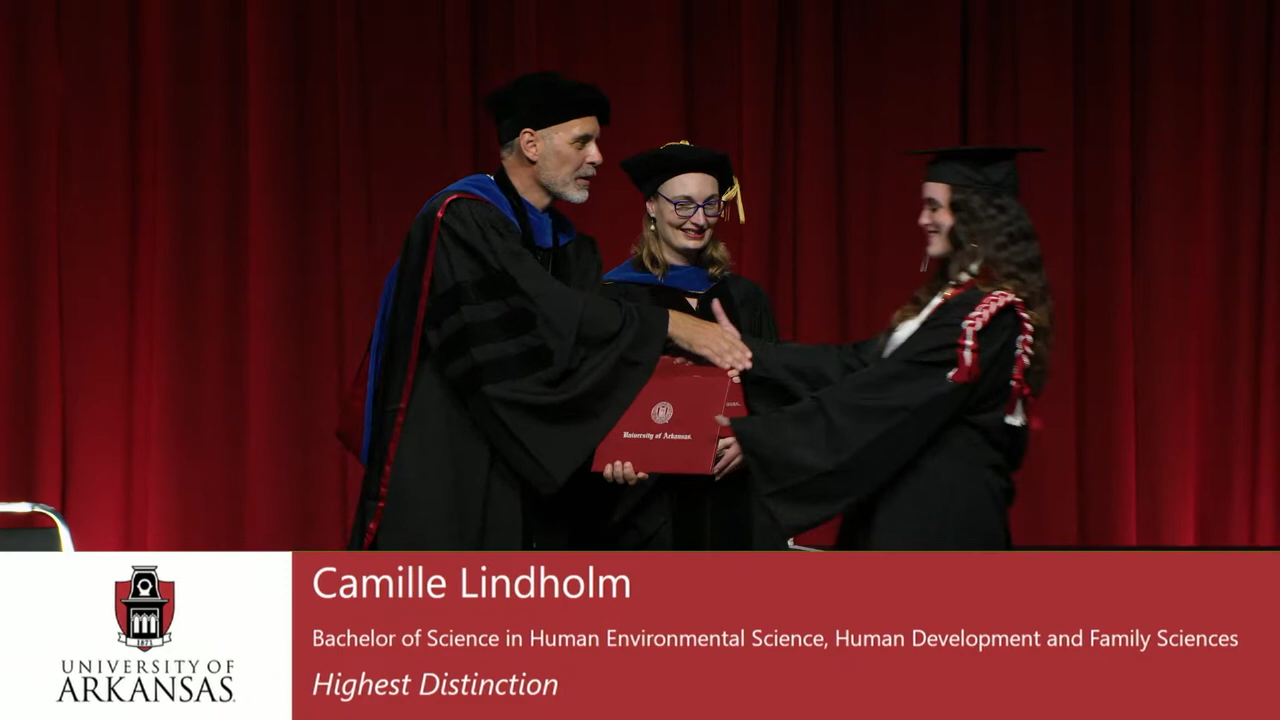 University of Arkansas.
Camille Lindholm
Bachelor of Science in Human Environmental Science, Human Development and Family Sciences
Highest Distinction
1871
UNIVERSITY OF
ARKANSAS